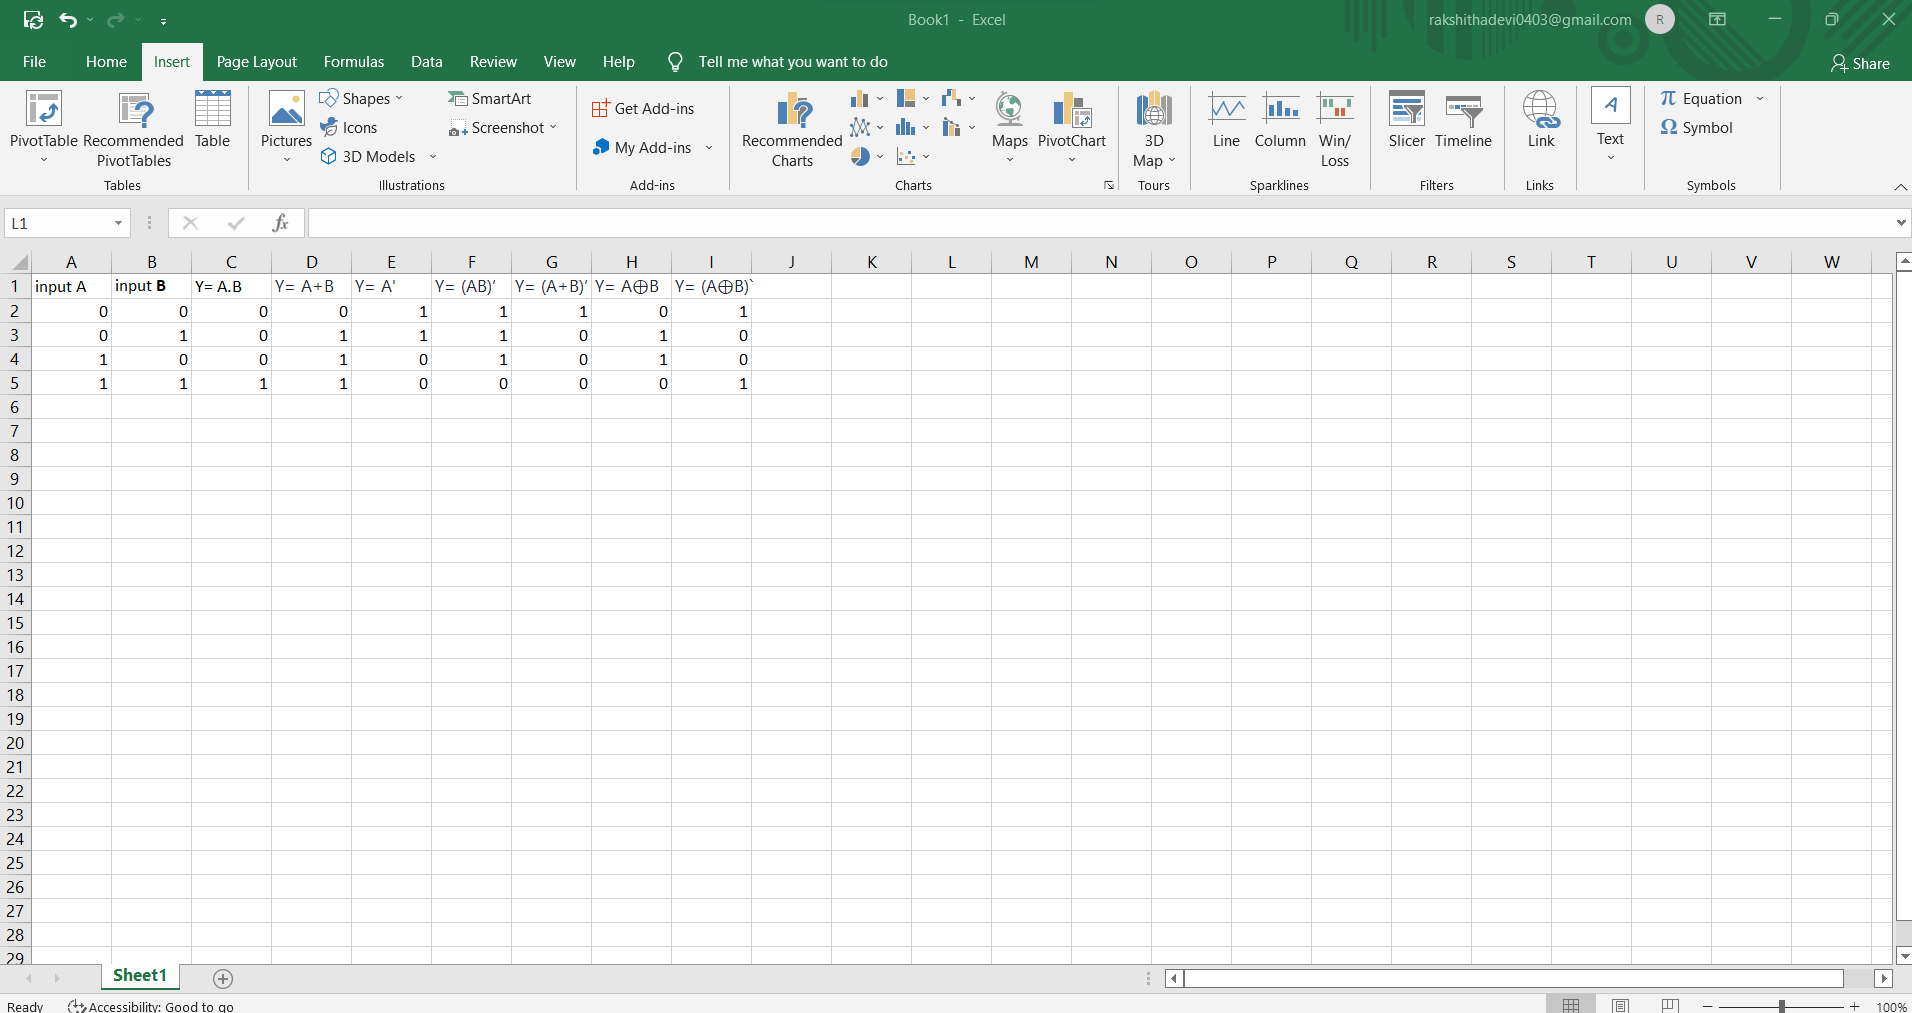 Book1 - Excel
rakshithadevi0403@gmail.com
R
File Home Insert Page Layout Formulas Data Review View Help Tell me what you want to do
Share
PivotTable
Recommended PivotTables
Table
Tables
Pictures
Shapes
Icons
3D Models
SmartArt
Screenshot
Illustrations
Get Add-ins
My Add-ins
Add-ins
Recommended Charts
Maps
PivotChart
Charts
3D Map
Tours
Line
Column
Win/ Loss
Sparklines
Slicer
Timeline
Filters
Link
Links
Text
Equation
Symbol
Symbols
L1
fx
A B C D E F G H I J K L M N O P Q R S T U V W
1 input A input B Y= A.B Y= A+B Y= A' Y= (AB)’ Y= (A+B)’ Y= A⊕B Y= (A⊕B)`
2 0 0 0 0 1 1 1 0 1
3 0 1 0 1 1 1 0 1 0
4 1 0 0 1 0 1 0 1 0
5 1 1 1 1 0 0 0 0 1
6
7
8
9
10
11
12
13
14
15
16
17
18
19
20
21
22
23
24
25
26
27
28
29
Sheet1
Ready Accessibility: Good to go
100%